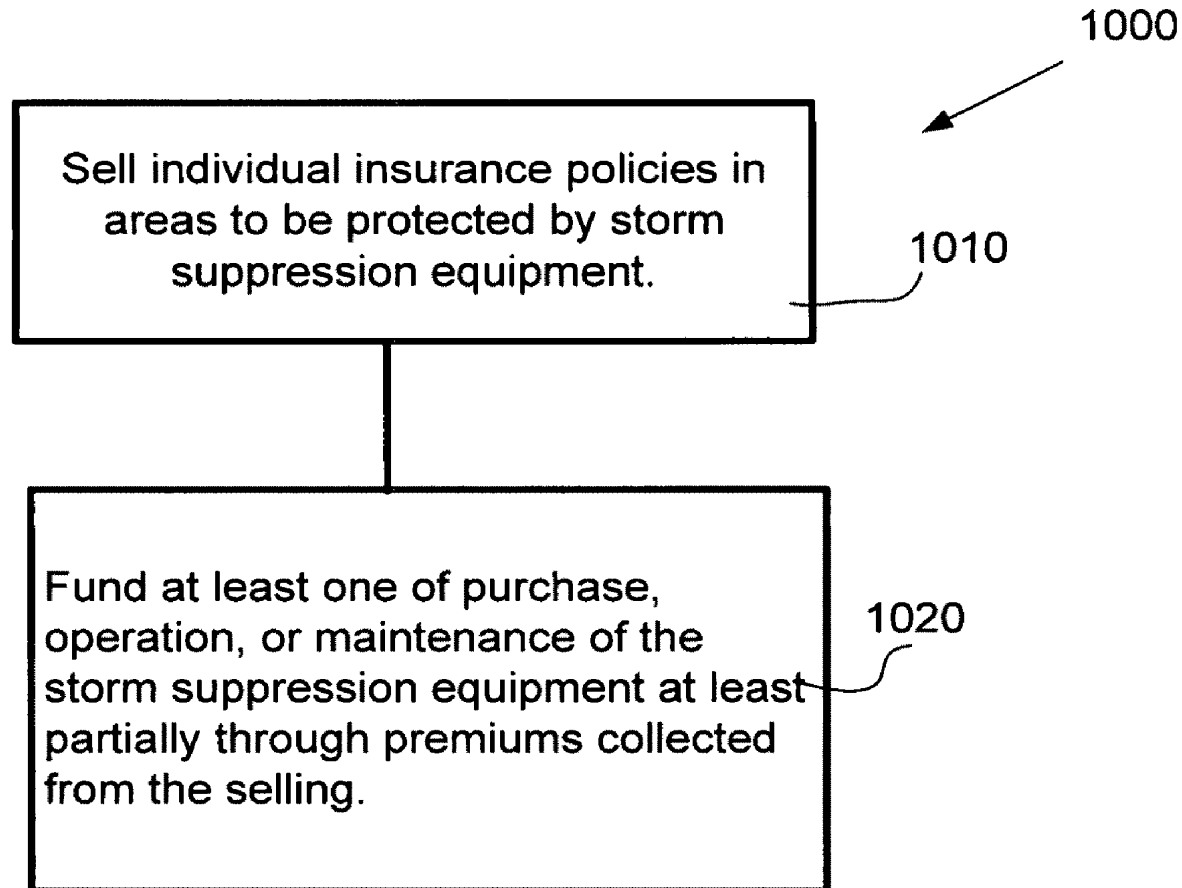 1000
Sell individual insurance policies in
areas to be protected by storm
suppression equipment.
1010
Fund at least one of purchase,
operation, or maintenance of the
storm suppression equipment at least
partially through premiums collected
from the selling.
1020